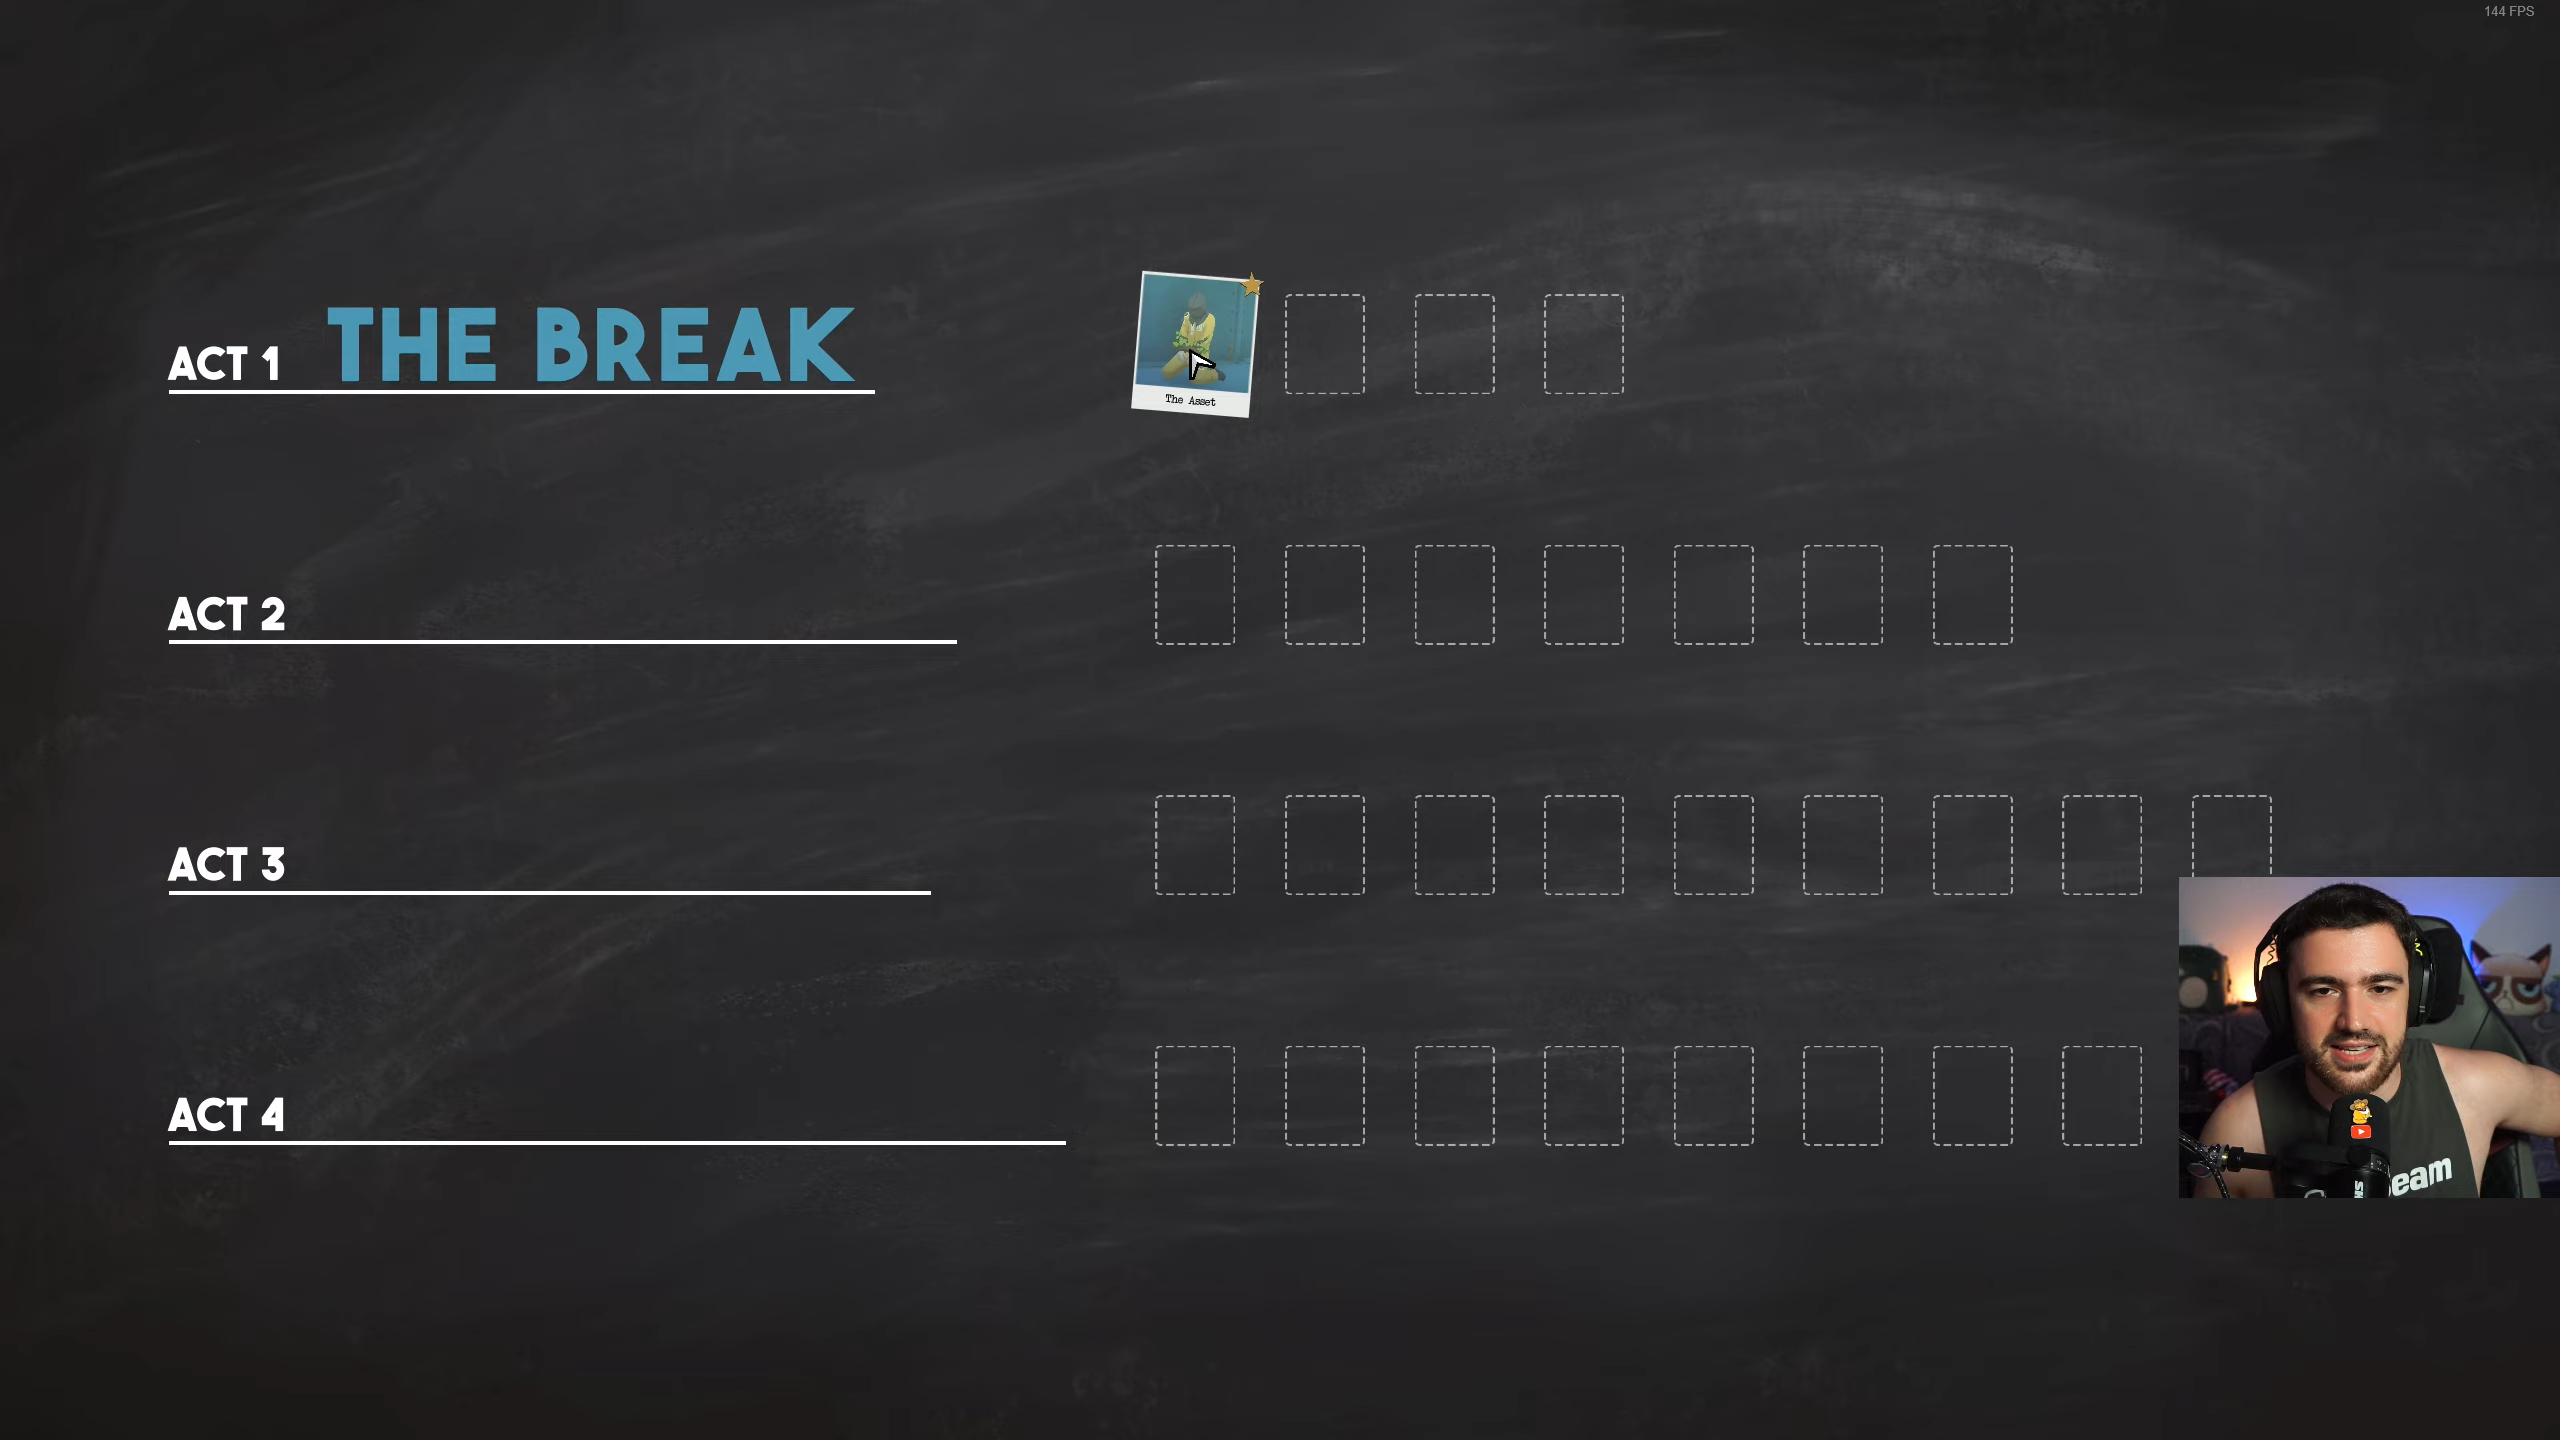 144 FPS
ACT 1 THE BREAK
The Asset
ACT 2
ACT 3
ACT 4
eam